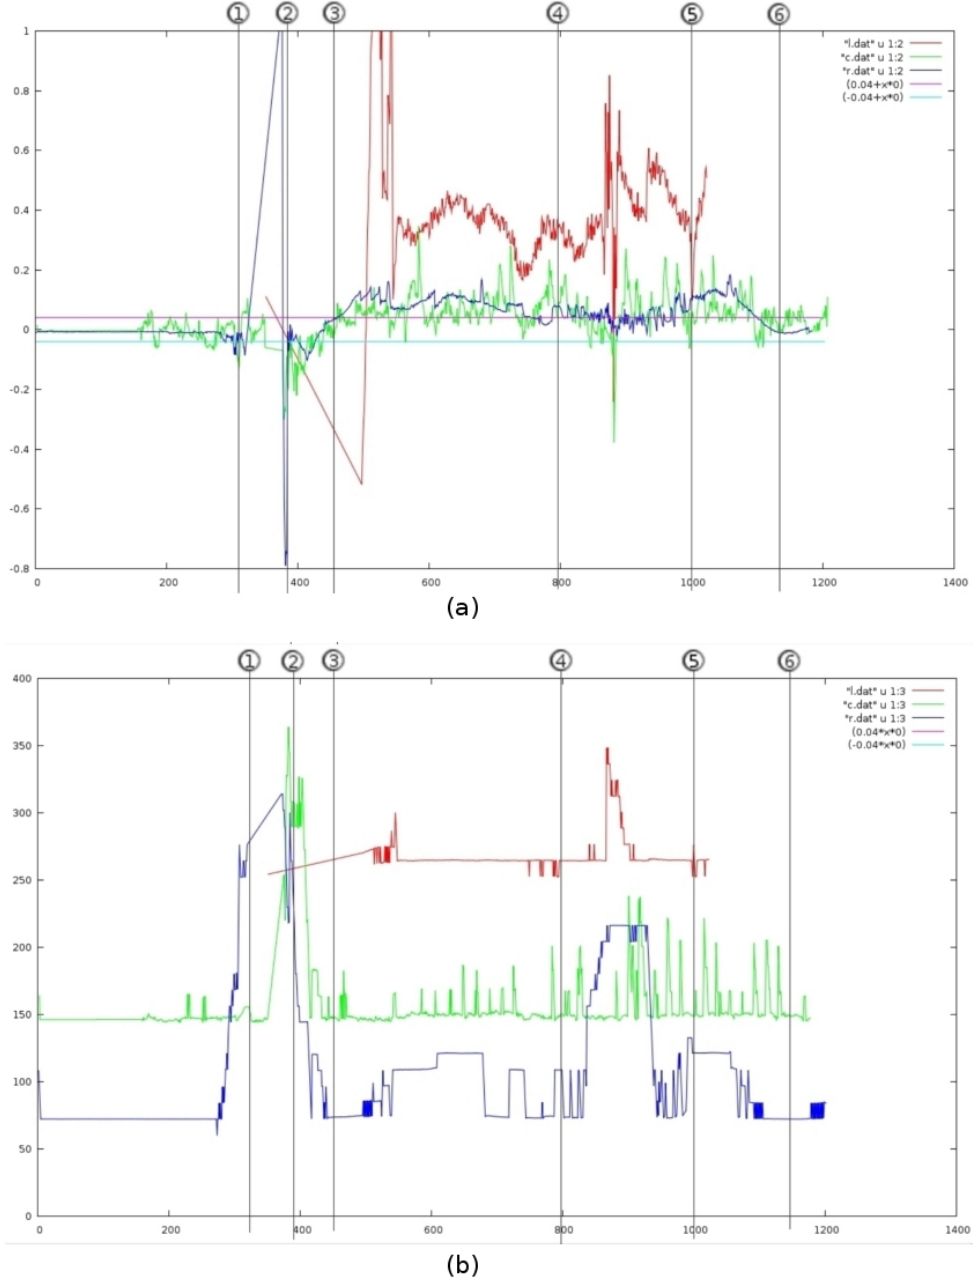 ① ② ③ ④ ⑤ ⑥
1
"l.dat" u 1:2
"c.dat" u 1:2
"r.dat" u 1:2
(0.04+x*0)
(-0.04+x*0)
0.8
0.6
0.4
0.2
0
-0.2
-0.4
-0.6
-0.8
0 200 400 600 800 1000 1200 1400
(a)
① ② ③ ④ ⑤ ⑥
400
"l.dat" u 1:3
"c.dat" u 1:3
"r.dat" u 1:3
(0.04*x*0)
(-0.04*x*0)
350
300
250
200
150
100
50
0
0 200 400 600 800 1000 1200 1400
(b)